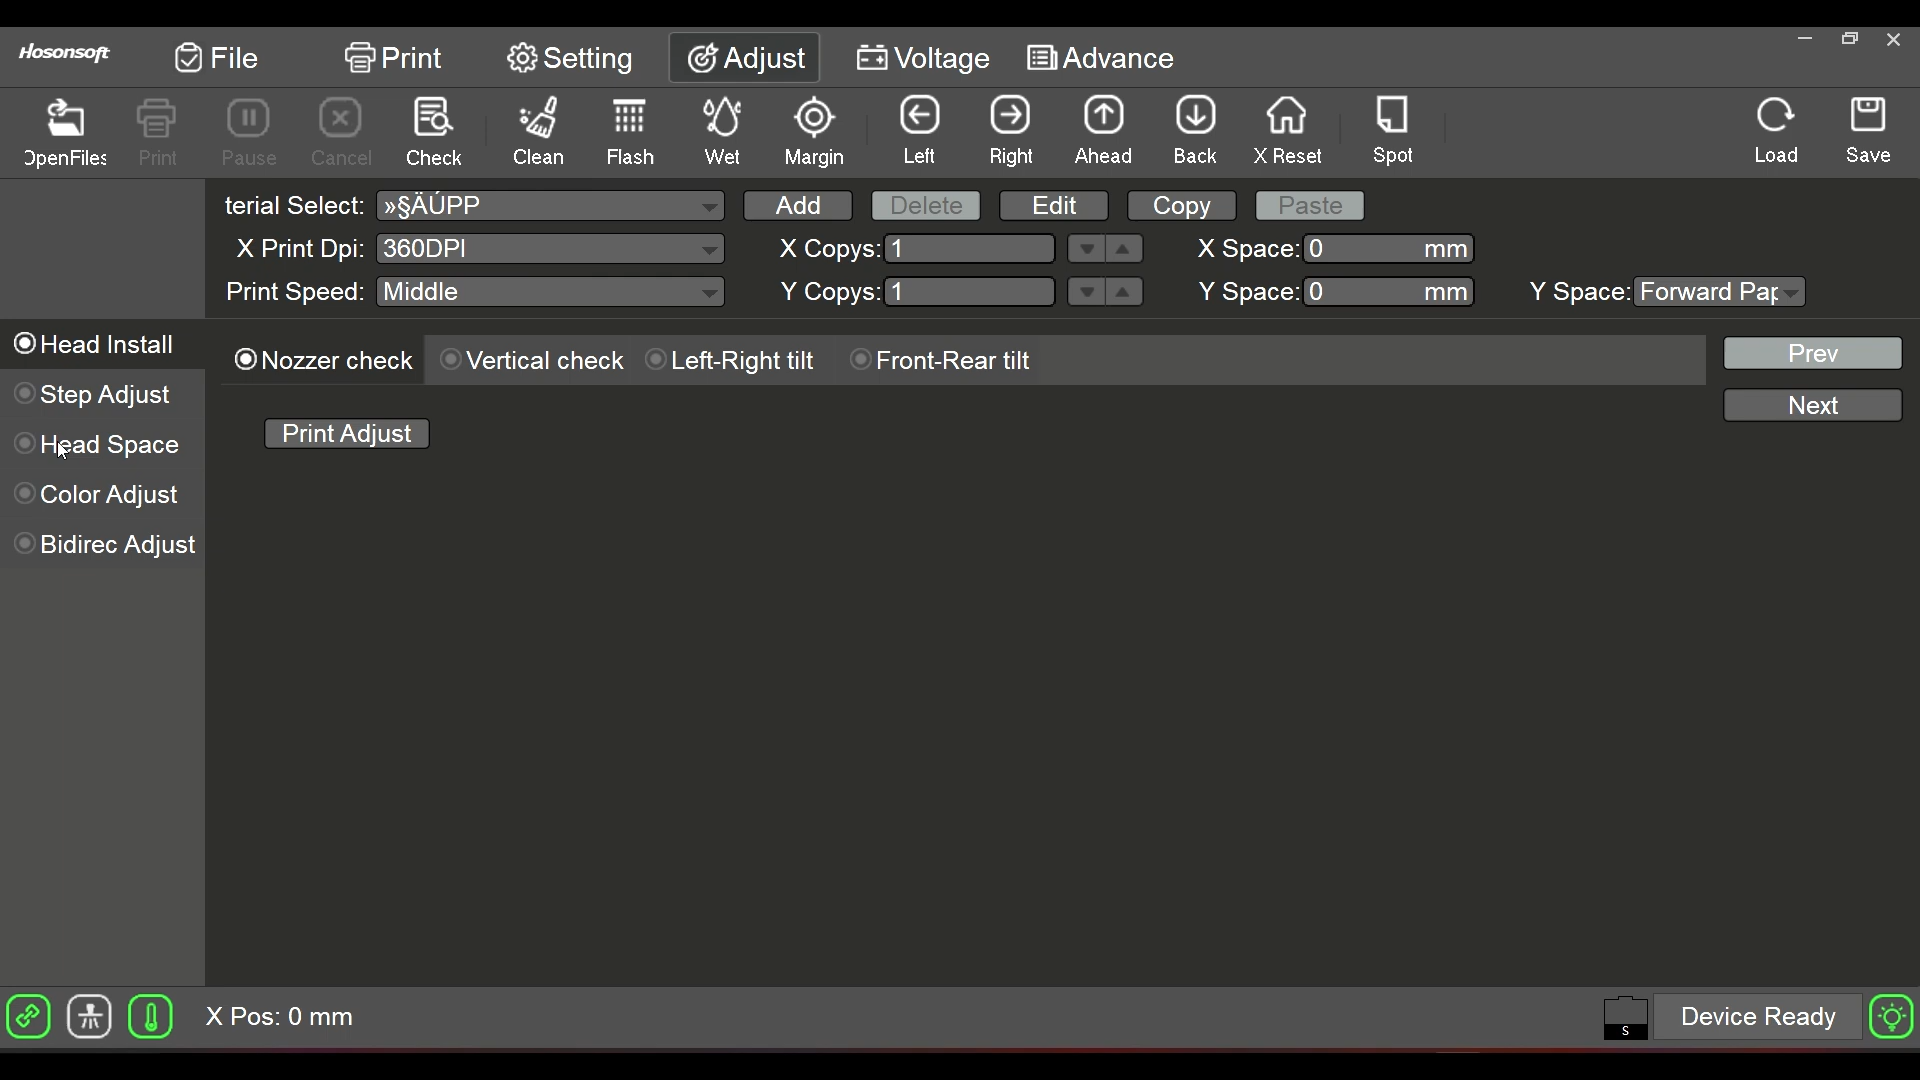 Hosonsoft File Print Setting Adjust Voltage Advance
OpenFiles Print Pause Cancel Check Clean Flash Wet Margin Left Right Ahead Back X Reset Spot Load Save
terial Select: »§ÄÚPP Add Delete Edit Copy Paste
X Print Dpi: 360DPI X Copys: 1 X Space: 0 mm
Print Speed: Middle Y Copys: 1 Y Space: 0 mm Y Space: Forward Pap
Head Install
Step Adjust
Head Space
Color Adjust
Bidirec Adjust
Nozzer check Vertical check Left-Right tilt Front-Rear tilt
Prev
Next
Print Adjust
X Pos: 0 mm S Device Ready